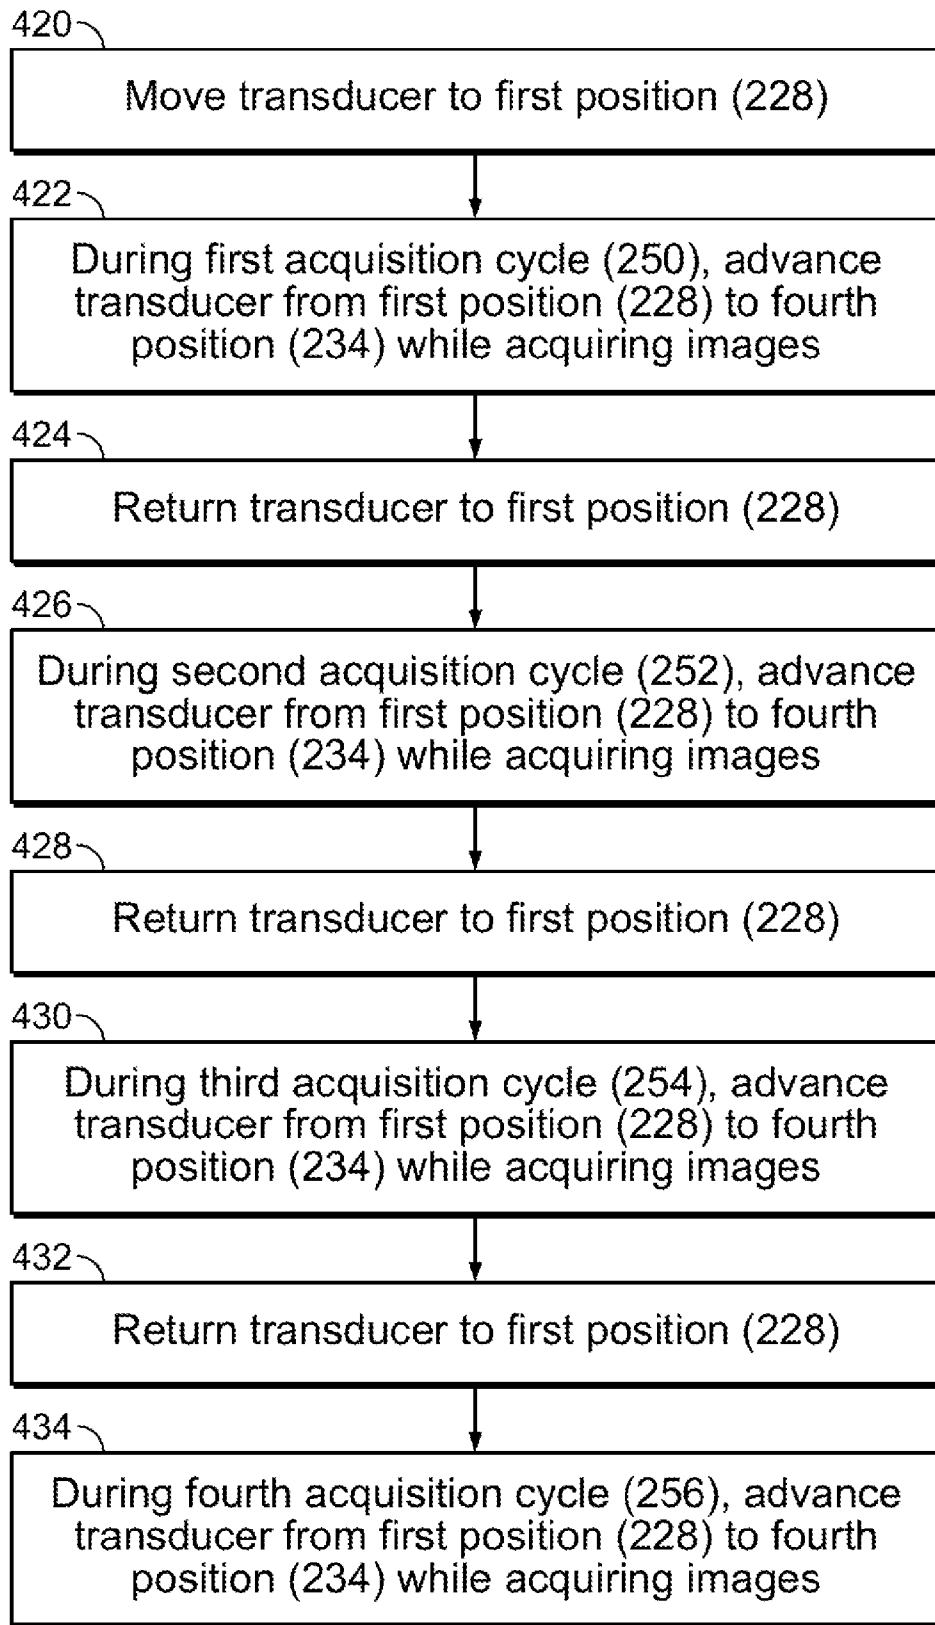 420
Move transducer to first position (228)
422
During first acquisition cycle (250), advance
transducer from first position (228) to fourth
position (234) while acquiring images
424
Return transducer to first position (228)
426
During second acquisition cycle (252), advance
transducer from first position (228) to fourth
position (234) while acquiring images
428
Return transducer to first position (228)
430
During third acquisition cycle (254), advance
transducer from first position (228) to fourth
position (234) while acquiring images
432
Return transducer to first position (228)
434
During fourth acquisition cycle (256), advance
transducer from first position (228) to fourth
position (234) while acquiring images